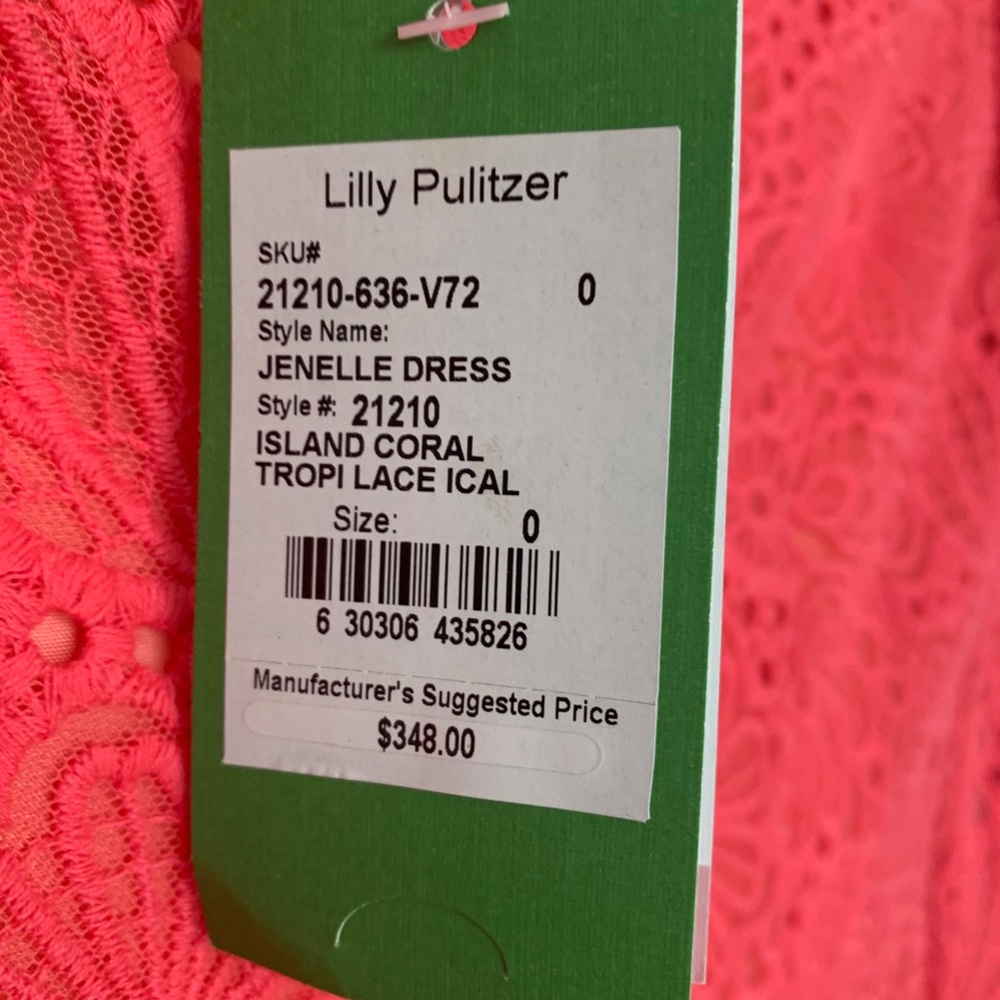 Lilly Pulitzer
SKU#
21210-636-V72 0
Style Name:
JENELLE DRESS
Style #: 21210
ISLAND CORAL
TROPI LACE ICAL
Size: 0
6 30306 435826
Manufacturer's Suggested Price
$348.00